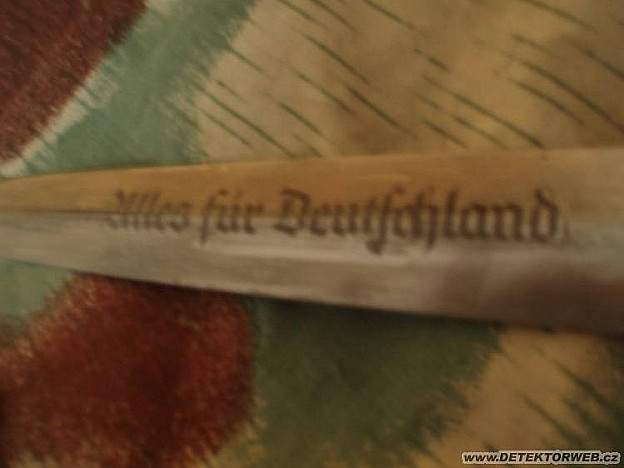 Alles für Deutschland
www.DETEKTORWEB.cz